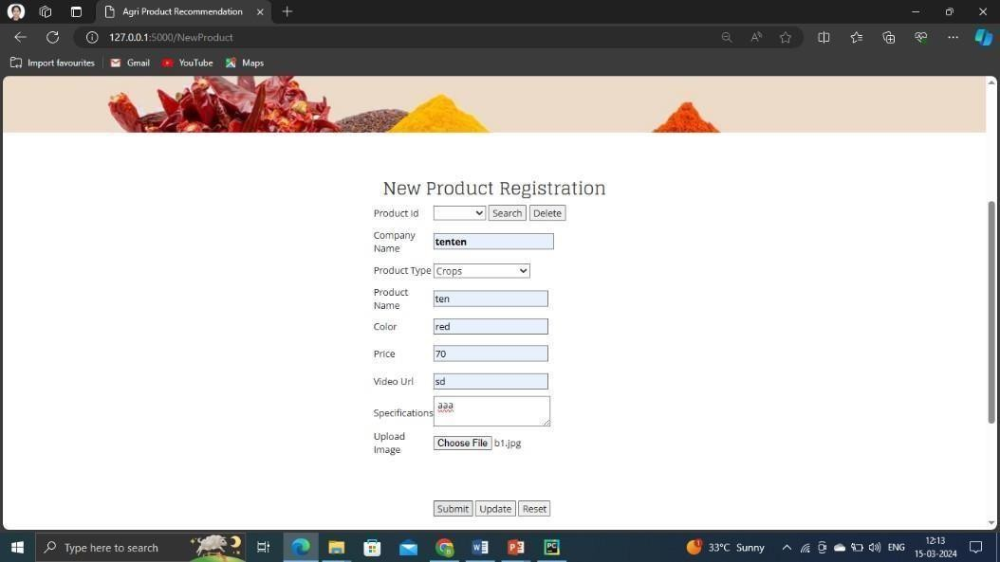 Agri Product Recommendation
127.0.0.1:5000/NewProduct
Import favourites Gmail YouTube Maps
New Product Registration
Product Id Search Delete
Company
Name
tenten
Product Type Crops
Product
Name
ten
Color red
Price 70
Video Url sd
Specifications aaa
Upload
Image
Choose File b1.jpg
Submit Update Reset
Type here to search
33°C Sunny
ENG
12:13
15-03-2024